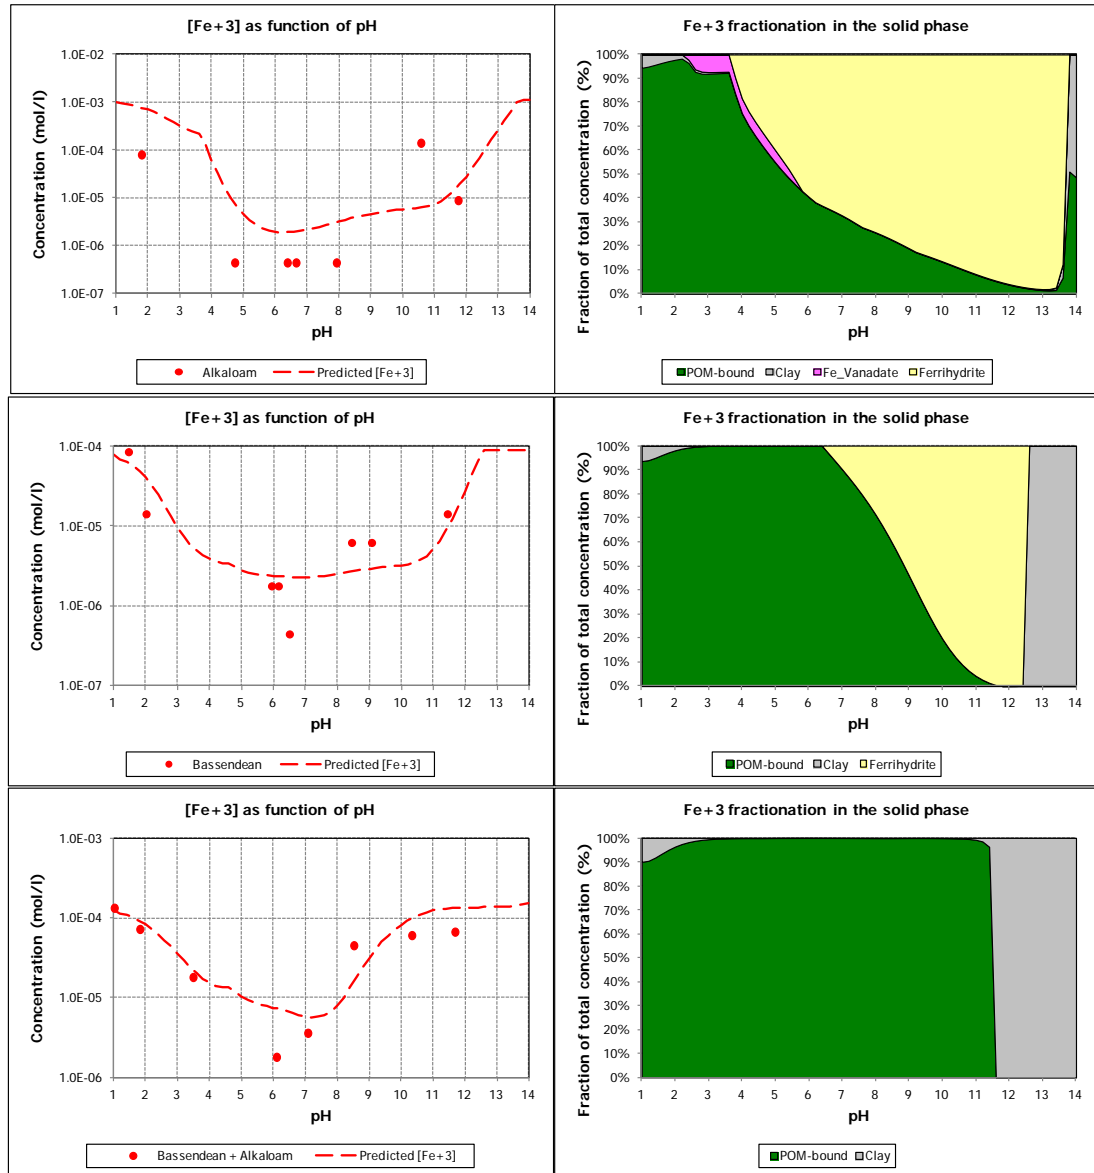 [Fe+3] as function of pH
Concentration (mol/l)
1.0E-02
1.0E-03
1.0E-04
1.0E-05
1.0E-06
1.0E-07
1 2 3 4 5 6 7 8 9 10 11 12 13 14
pH
Alkaloam Predicted [Fe+3]
Fe+3 fractionation in the solid phase
Fraction of total concentration (%)
100%
90%
80%
70%
60%
50%
40%
30%
20%
10%
0%
1 2 3 4 5 6 7 8 9 10 11 12 13 14
pH
POM-bound Clay Fe_Vanadate Ferrihydrite
[Fe+3] as function of pH
Concentration (mol/l)
1.0E-04
1.0E-05
1.0E-06
1.0E-07
1 2 3 4 5 6 7 8 9 10 11 12 13 14
pH
Bassendean Predicted [Fe+3]
Fe+3 fractionation in the solid phase
Fraction of total concentration (%)
100%
90%
80%
70%
60%
50%
40%
30%
20%
10%
0%
1 2 3 4 5 6 7 8 9 10 11 12 13 14
pH
POM-bound Clay Ferrihydrite
[Fe+3] as function of pH
Concentration (mol/l)
1.0E-03
1.0E-04
1.0E-05
1.0E-06
1 2 3 4 5 6 7 8 9 10 11 12 13 14
pH
Bassendean + Alkaloam Predicted [Fe+3]
Fe+3 fractionation in the solid phase
Fraction of total concentration (%)
100%
90%
80%
70%
60%
50%
40%
30%
20%
10%
0%
1 2 3 4 5 6 7 8 9 10 11 12 13 14
pH
POM-bound Clay